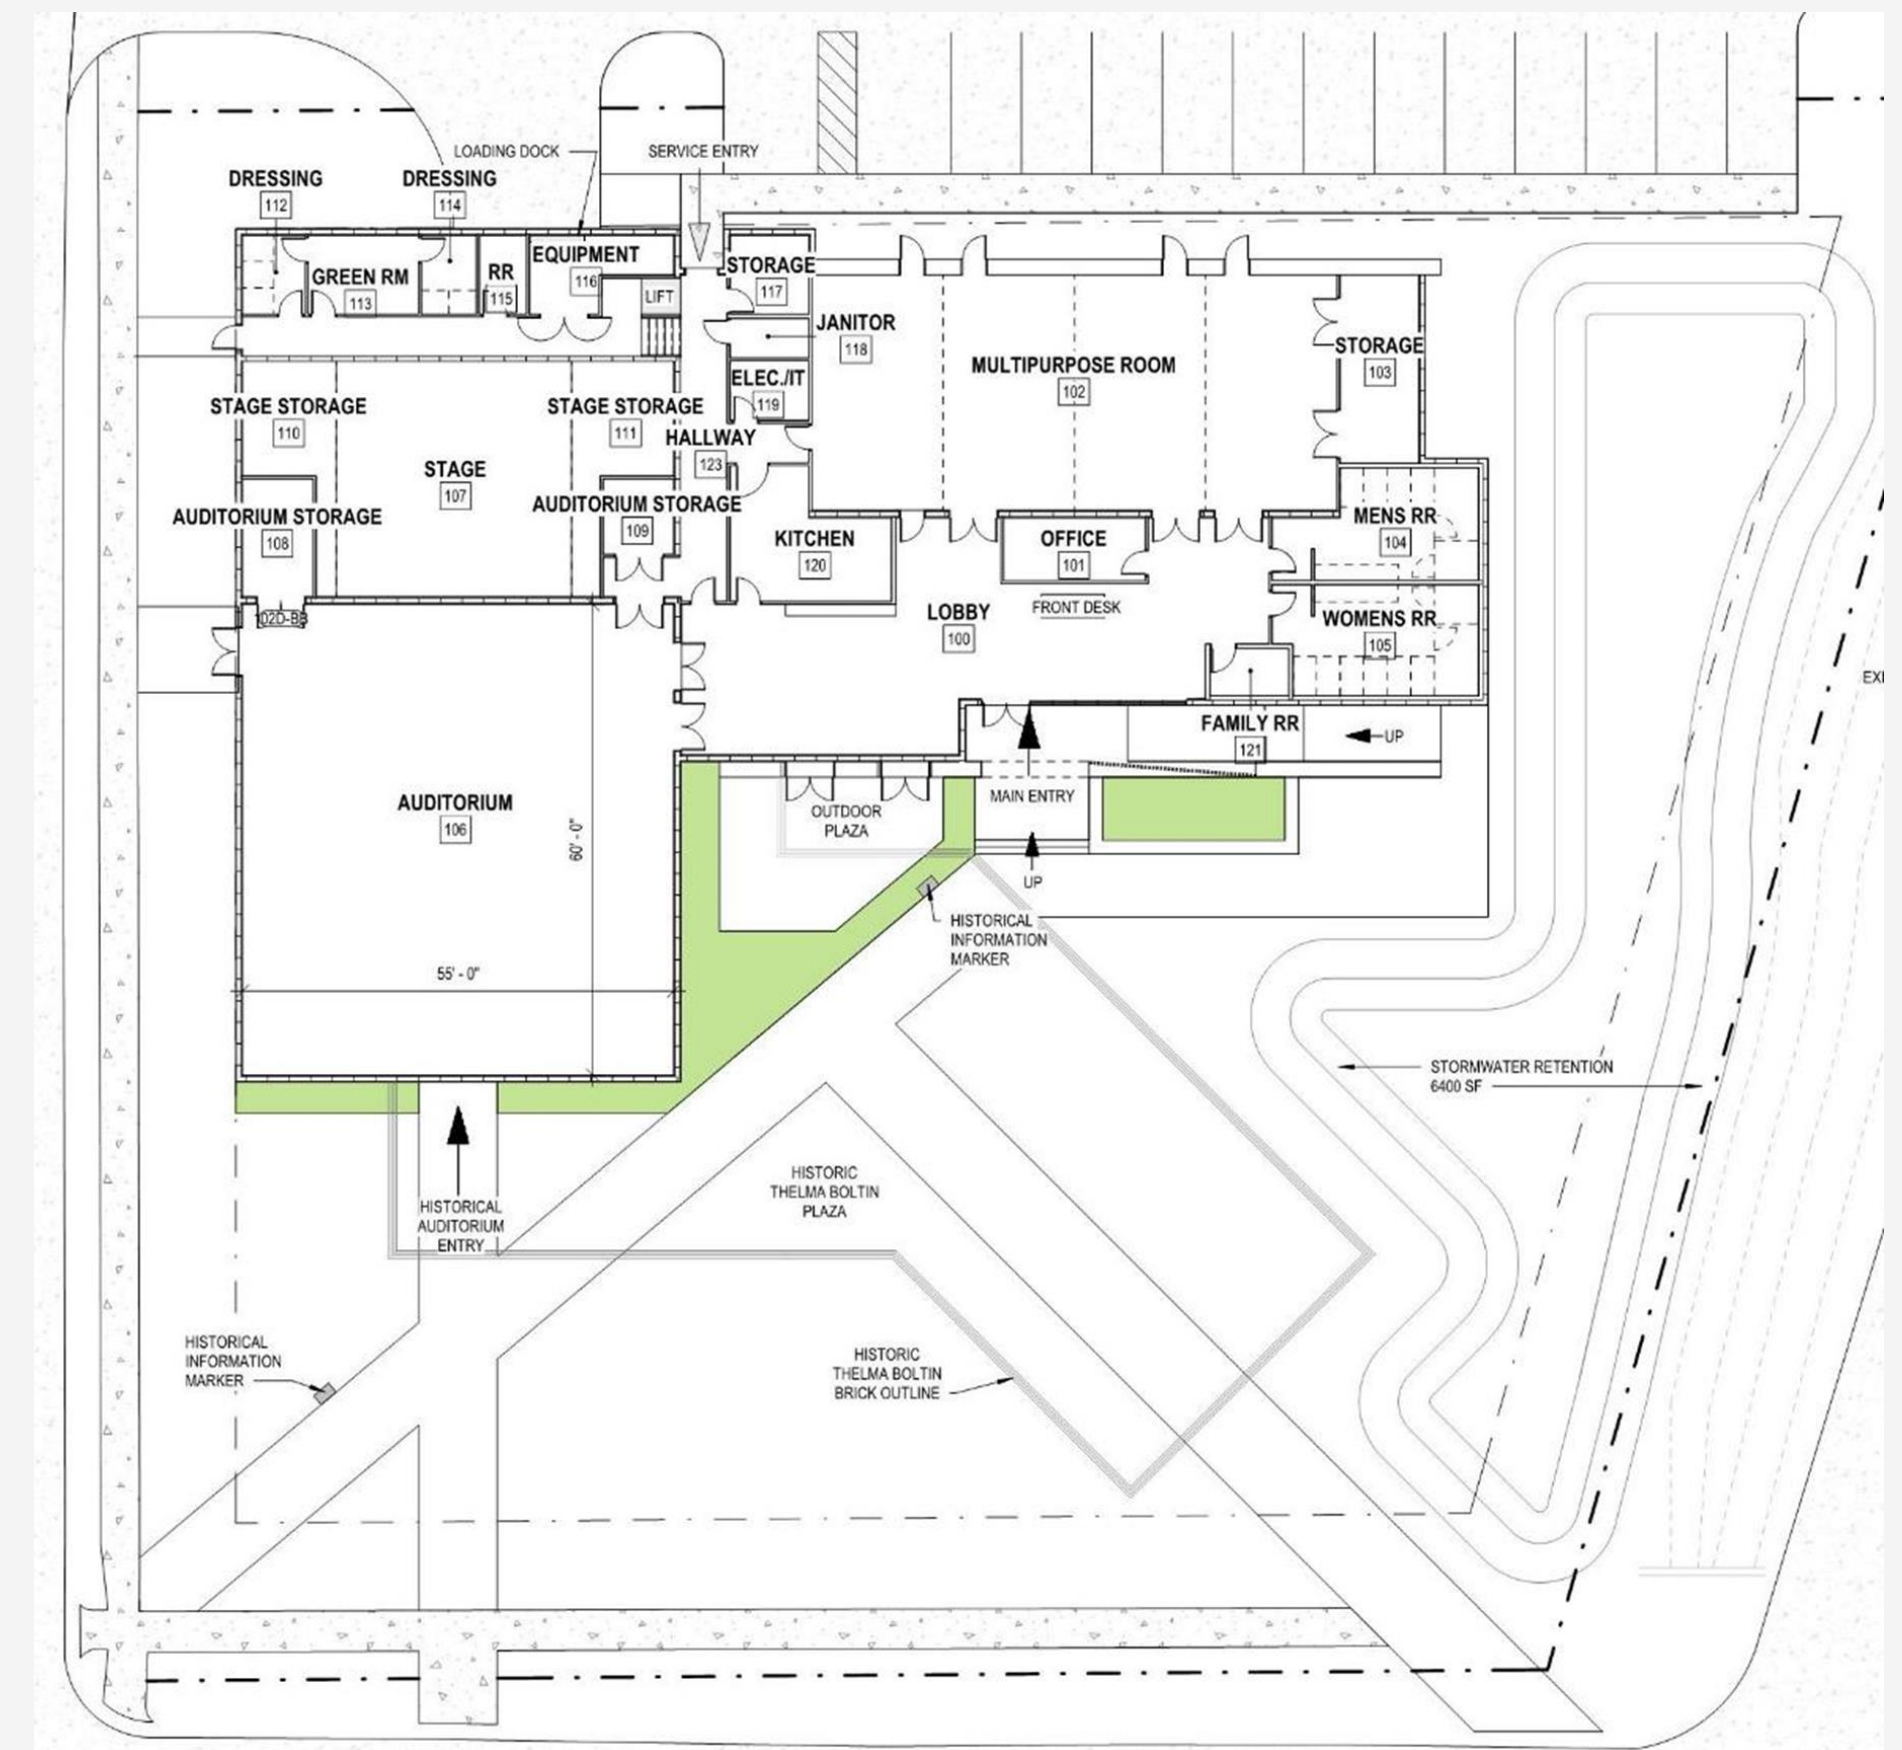 LOADING DOCK
SERVICE ENTRY
DRESSING
112
DRESSING
114
GREEN RM
113
RR
115
EQUIPMENT
116
LIFT
STORAGE
117
JANITOR
118
ELEC./IT
119
MULTIPURPOSE ROOM
102
STORAGE
103
STAGE STORAGE
110
STAGE STORAGE
111
HALLWAY
123
STAGE
107
AUDITORIUM STORAGE
108
AUDITORIUM STORAGE
109
KITCHEN
120
OFFICE
101
MENS RR
104
LOBBY
100
FRONT DESK
WOMENS RR
105
FAMILY RR
121
UP
AUDITORIUM
106
60' - 0"
55' - 0"
OUTDOOR
PLAZA
MAIN ENTRY
UP
HISTORICAL
INFORMATION
MARKER
STORMWATER RETENTION
6400 SF
EXI
HISTORICAL
AUDITORIUM
ENTRY
HISTORIC
THELMA BOLTIN
PLAZA
HISTORICAL
INFORMATION
MARKER
HISTORIC
THELMA BOLTIN
BRICK OUTLINE